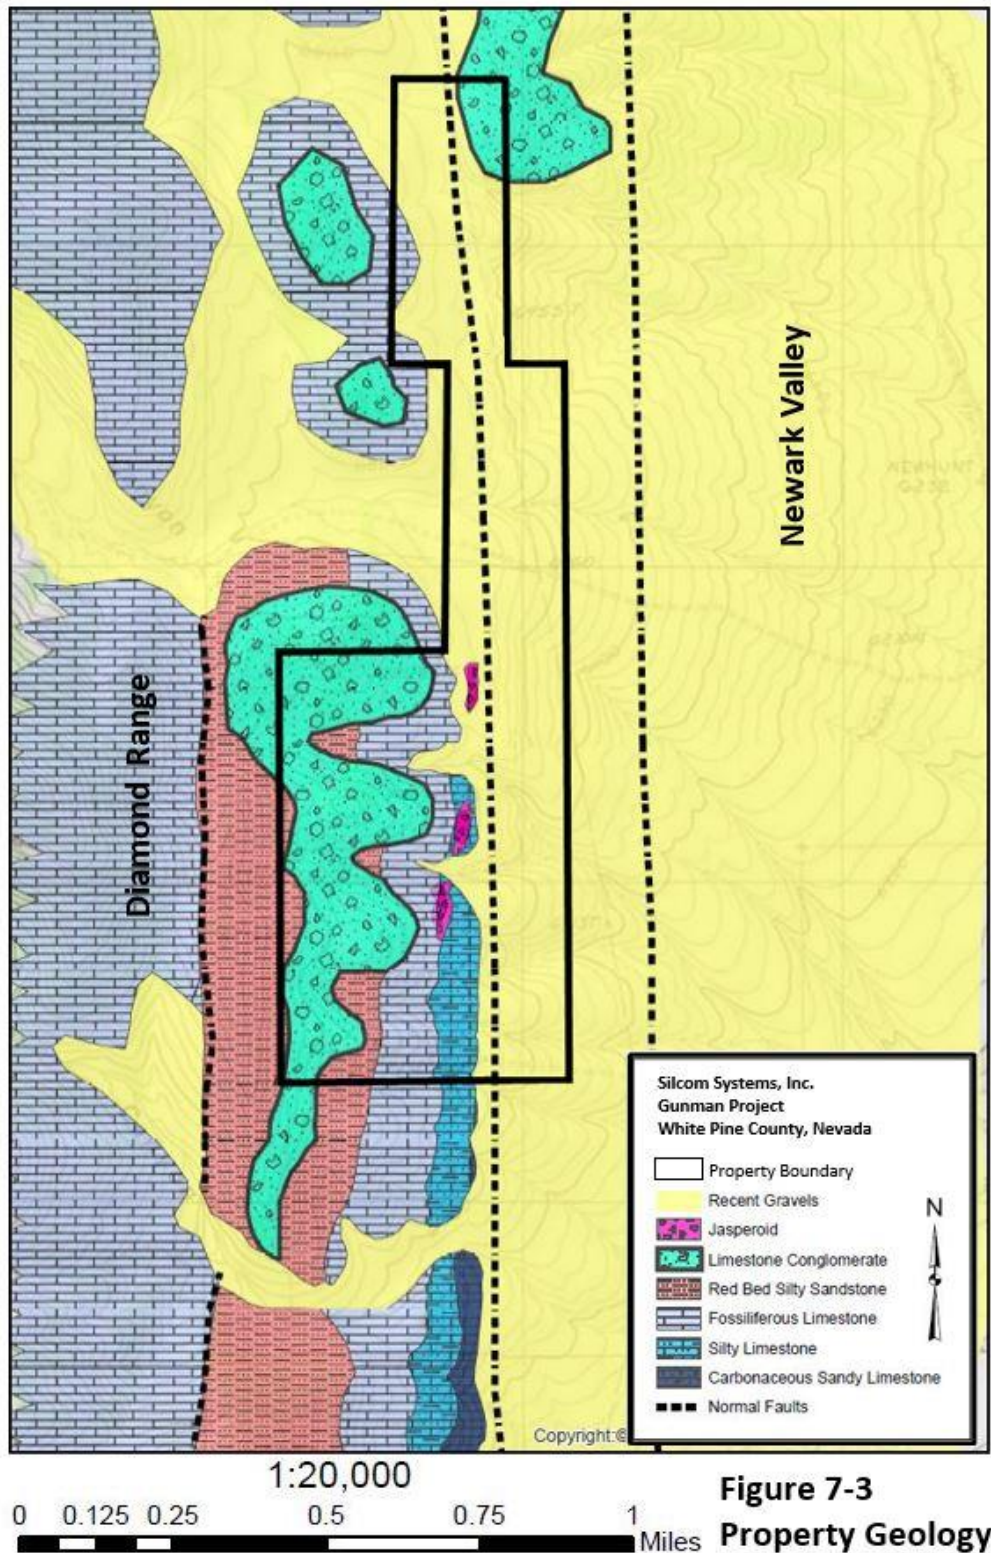 Newark Valley
Diamond Range
Silcom Systems, Inc.
Gunman Project
White Pine County, Nevada
Property Boundary
Recent Gravels
Jasperoid
Limestone Conglomerate
Red Bed Silty Sandstone
Fossiliferous Limestone
Silty Limestone
Carbonaceous Sandy Limestone
Normal Faults
N
Copyright:©
1:20,000
0 0.125 0.25 0.5 0.75 1
Miles
Figure 7-3
Property Geology